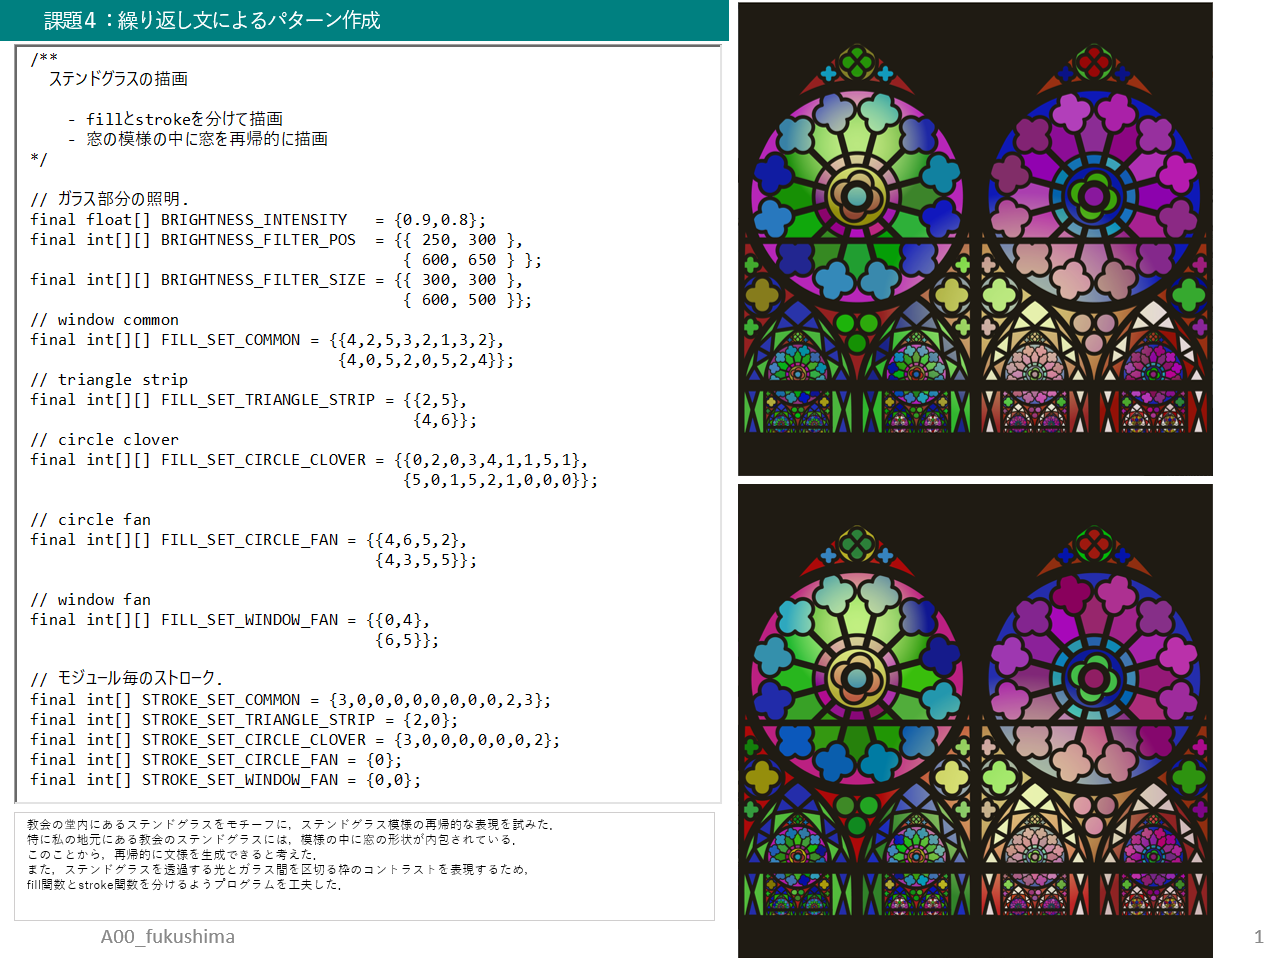 課題4：繰り返し文によるパターン作成
/**
ステンドグラスの描画
- fillとstrokeを分けて描画
- 窓の模様の中に窓を再帰的に描画
*/
// ガラス部分の照明.
final float[] BRIGHTNESS_INTENSITY   = {0.9,0.8};
final int[][] BRIGHTNESS_FILTER_POS  = {{ 250, 300 },
{ 600, 650 } };
final int[][] BRIGHTNESS_FILTER_SIZE = {{ 300, 300 },
{ 600, 500 }};
// window common
final int[][] FILL_SET_COMMON = {{4,2,5,3,2,1,3,2},
{4,0,5,2,0,5,2,4}};
// triangle strip
final int[][] FILL_SET_TRIANGLE_STRIP = {{2,5},
{4,6}};
// circle clover
final int[][] FILL_SET_CIRCLE_CLOVER = {{0,2,0,3,4,1,1,5,1},
{5,0,1,5,2,1,0,0,0}};
// circle fan
final int[][] FILL_SET_CIRCLE_FAN = {{4,6,5,2},
{4,3,5,5}};
// window fan
final int[][] FILL_SET_WINDOW_FAN = {{0,4},
{6,5}};
// モジュール毎のストローク.
final int[] STROKE_SET_COMMON = {3,0,0,0,0,0,0,0,0,2,3};
final int[] STROKE_SET_TRIANGLE_STRIP = {2,0};
final int[] STROKE_SET_CIRCLE_CLOVER = {3,0,0,0,0,0,0,2};
final int[] STROKE_SET_CIRCLE_FAN = {0};
final int[] STROKE_SET_WINDOW_FAN = {0,0};
教会の堂内にあるステンドグラスをモチーフに，ステンドグラス模様の再帰的な表現を試みた．
特に私の地元にある教会のステンドグラスには，模様の中に窓の形状が内包されている．
このことから，再帰的に文様を生成できると考えた．
また，ステンドグラスを透過する光とガラス間を区切る枠のコントラストを表現するため，
fill関数とstroke関数を分けるようプログラムを工夫した．
A00_fukushima
1